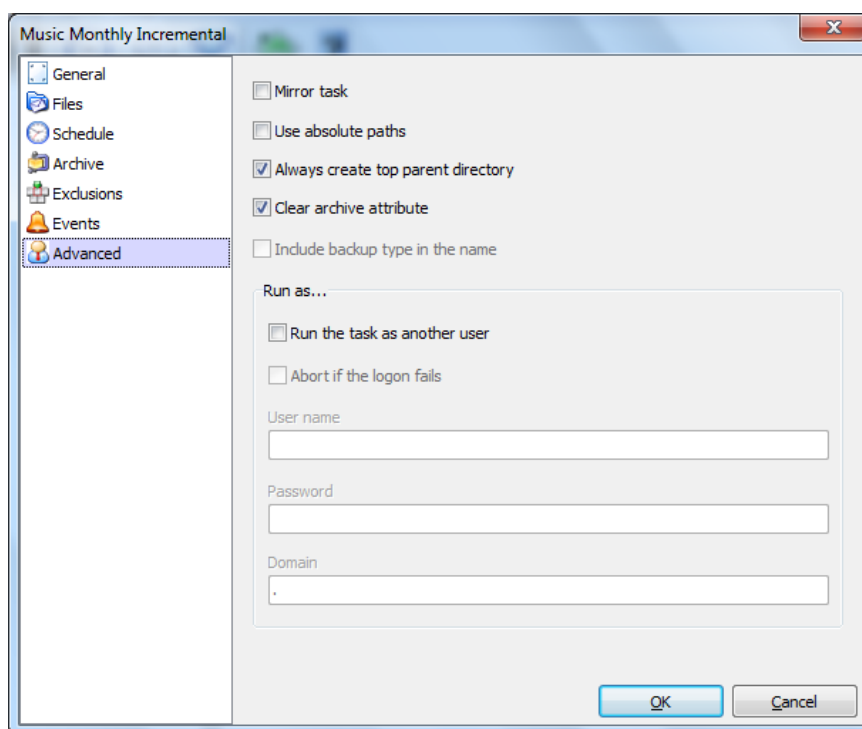 Music Monthly Incremental
General
Files
Schedule
Archive
Exclusions
Events
Advanced
Mirror task
Use absolute paths
Always create top parent directory
Clear archive attribute
Include backup type in the name
Run as...
Run the task as another user
Abort if the logon fails
User name
Password
Domain
.
OK
Cancel